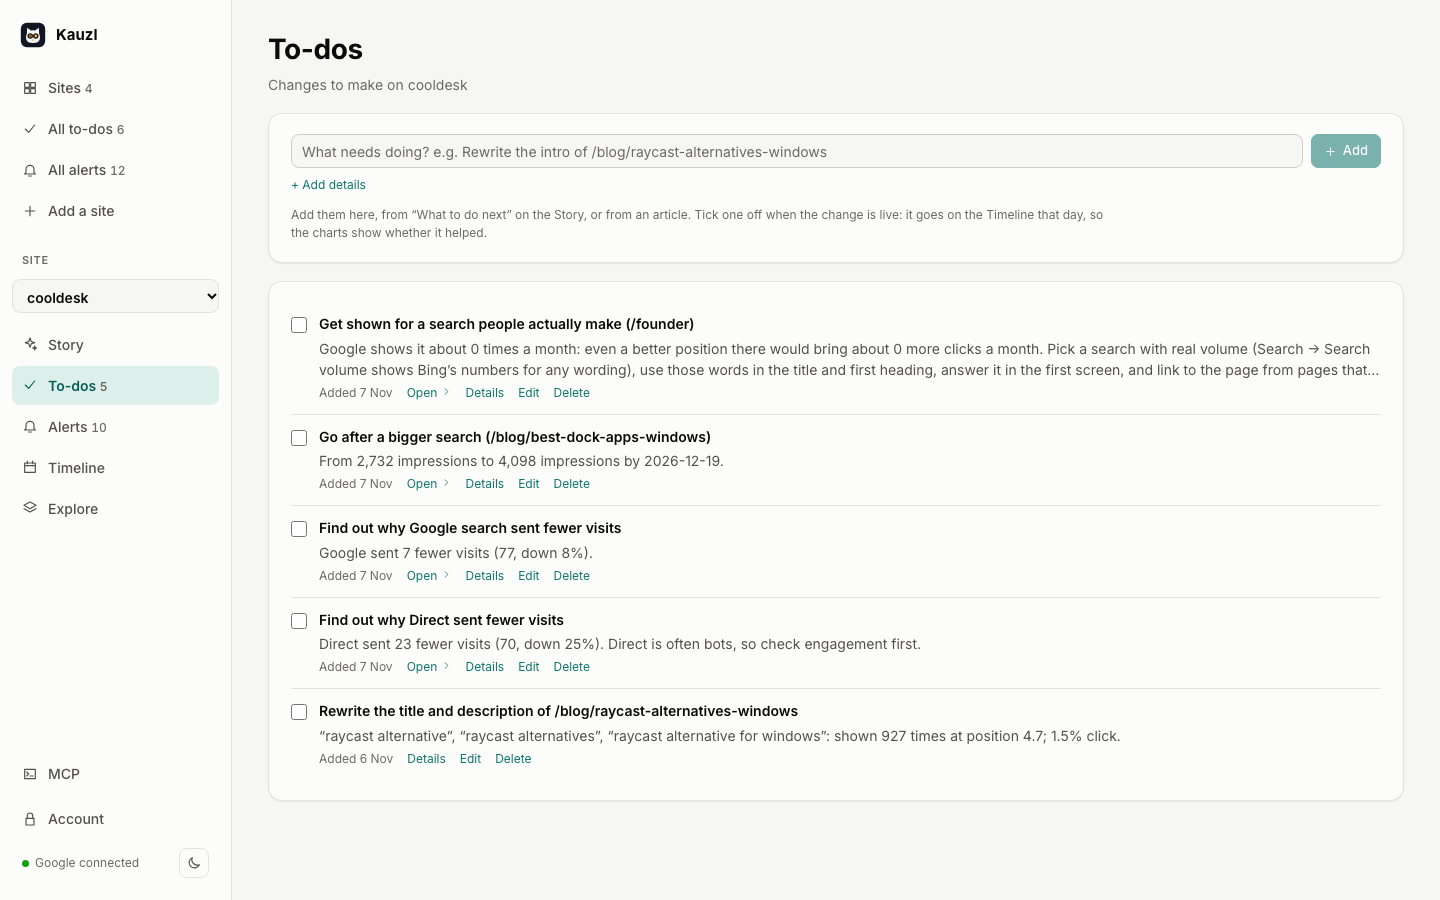 Kauzl
Sites 4
All to-dos 6
All alerts 12
Add a site
SITE
cooldesk
Story
To-dos 5
Alerts 10
Timeline
Explore
MCP
Account
Google connected
To-dos
Changes to make on cooldesk
What needs doing? e.g. Rewrite the intro of /blog/raycast-alternatives-windows
+ Add
+ Add details
Add them here, from “What to do next” on the Story, or from an article. Tick one off when the change is live: it goes on the Timeline that day, so
the charts show whether it helped.
Get shown for a search people actually make (/founder)
Google shows it about 0 times a month: even a better position there would bring about 0 more clicks a month. Pick a search with real volume (Search → Search
volume shows Bing’s numbers for any wording), use those words in the title and first heading, answer it in the first screen, and link to the page from pages that...
Added 7 Nov Open › Details Edit Delete
Go after a bigger search (/blog/best-dock-apps-windows)
From 2,732 impressions to 4,098 impressions by 2026-12-19.
Added 7 Nov Open › Details Edit Delete
Find out why Google search sent fewer visits
Google sent 7 fewer visits (77, down 8%).
Added 7 Nov Open › Details Edit Delete
Find out why Direct sent fewer visits
Direct sent 23 fewer visits (70, down 25%). Direct is often bots, so check engagement first.
Added 7 Nov Open › Details Edit Delete
Rewrite the title and description of /blog/raycast-alternatives-windows
“raycast alternative”, “raycast alternatives”, “raycast alternative for windows”: shown 927 times at position 4.7; 1.5% click.
Added 6 Nov Details Edit Delete